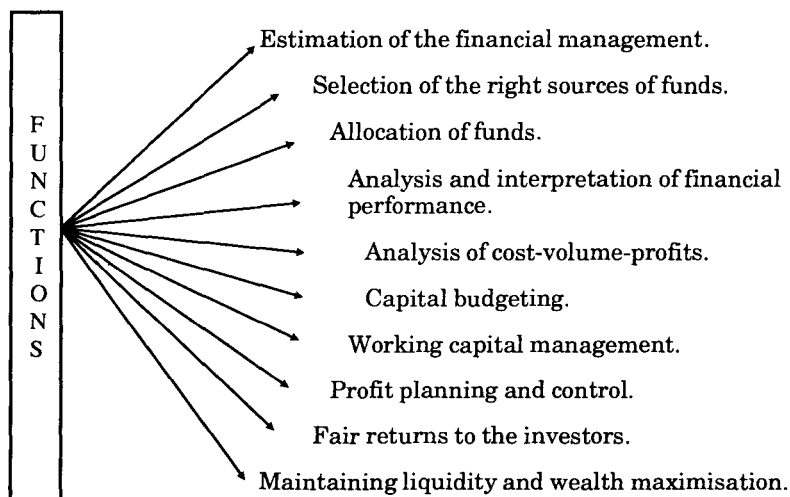 FUNCTIONS
Estimation of the financial management.
Selection of the right sources of funds.
Allocation of funds.
Analysis and interpretation of financial
performance.
Analysis of cost-volume-profits.
Capital budgeting.
Working capital management.
Profit planning and control.
Fair returns to the investors.
Maintaining liquidity and wealth maximisation.